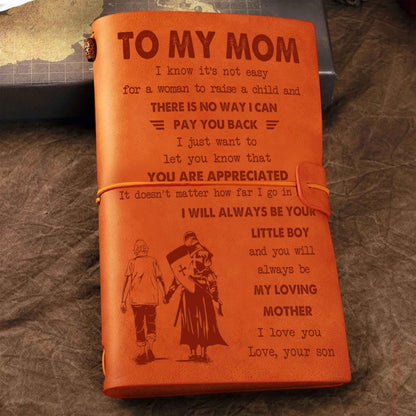 TO MY MOM
I know it's not easy
for a woman to raise a child and
THERE IS NO WAY I CAN
PAY YOU BACK
I just want to
let you know that
YOU ARE APPRECIATED
It doesn't matter how far I go in
I WILL ALWAYS BE YOUR
LITTLE BOY
and you will
always be
MY LOVING
MOTHER
I love you
Love, your son